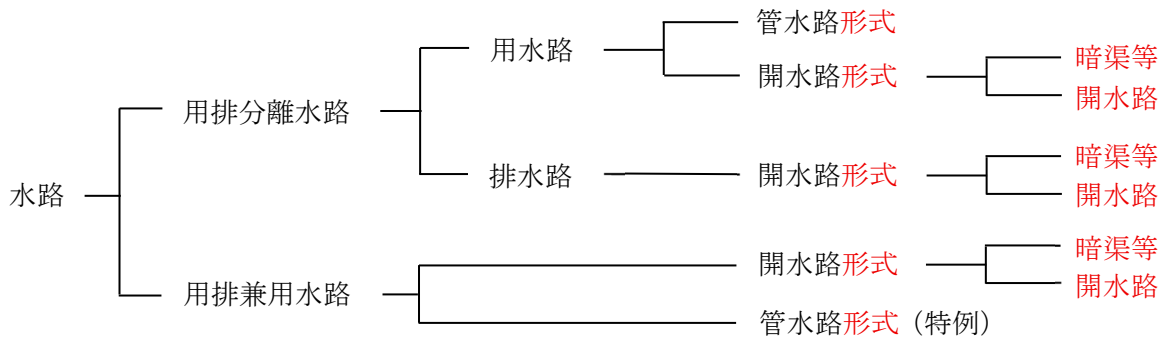 管水路形式
用水路
開水路形式
暗渠等
開水路
用排分離水路
排水路
開水路形式
暗渠等
開水路
水路
開水路形式
暗渠等
開水路
用排兼用水路
管水路形式（特例）